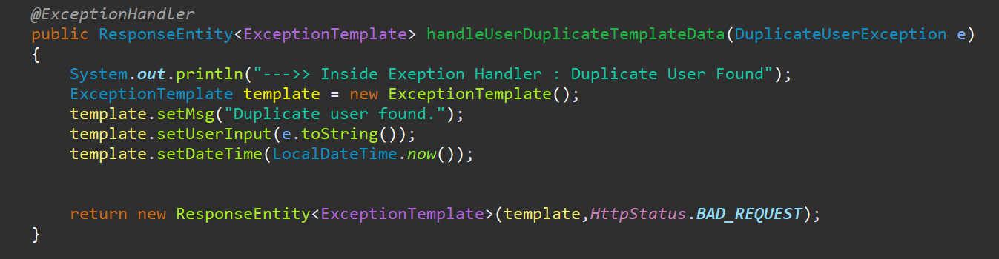 @ExceptionHandler
public ResponseEntity<ExceptionTemplate> handleUserDuplicateTemplateData(DuplicateUserException e)
{
System.out.println("--->> Inside Exeption Handler : Duplicate User Found");
ExceptionTemplate template = new ExceptionTemplate();
template.setMsg("Duplicate user found.");
template.setUserInput(e.toString());
template.setDateTime(LocalDateTime.now());
return new ResponseEntity<ExceptionTemplate>(template,HttpStatus.BAD_REQUEST);
}